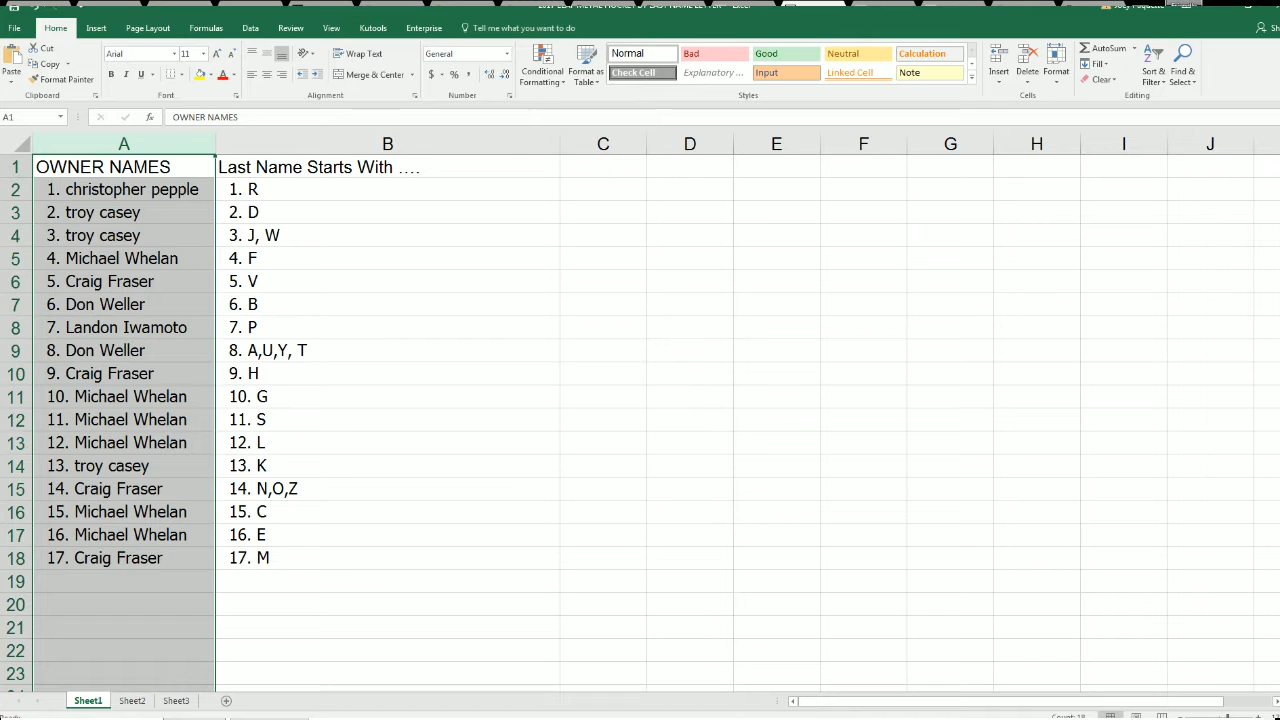 File Home Insert Page Layout Formulas Data Review View Kutools Enterprise Tell me what you want to do
Cut
Copy
Format Painter
Paste
Clipboard
Arial 11
B I U
Font
Wrap Text
Merge & Center
Alignment
General
$ % ,
Number
Conditional Formatting
Format as Table
Normal Bad Good Neutral Calculation
Check Cell Explanatory ... Input Linked Cell Note
Styles
Insert Delete Format
Cells
AutoSum
Fill
Clear
Sort & Filter
Find & Select
Editing
A1 fx OWNER NAMES
A B C D E F G H I J
1 OWNER NAMES Last Name Starts With ....
2 1. christopher pepple 1. R
3 2. troy casey 2. D
4 3. troy casey 3. J, W
5 4. Michael Whelan 4. F
6 5. Craig Fraser 5. V
7 6. Don Weller 6. B
8 7. Landon Iwamoto 7. P
9 8. Don Weller 8. A,U,Y, T
10 9. Craig Fraser 9. H
11 10. Michael Whelan 10. G
12 11. Michael Whelan 11. S
13 12. Michael Whelan 12. L
14 13. troy casey 13. K
15 14. Craig Fraser 14. N,O,Z
16 15. Michael Whelan 15. C
17 16. Michael Whelan 16. E
18 17. Craig Fraser 17. M
19
20
21
22
23
Sheet1 Sheet2 Sheet3